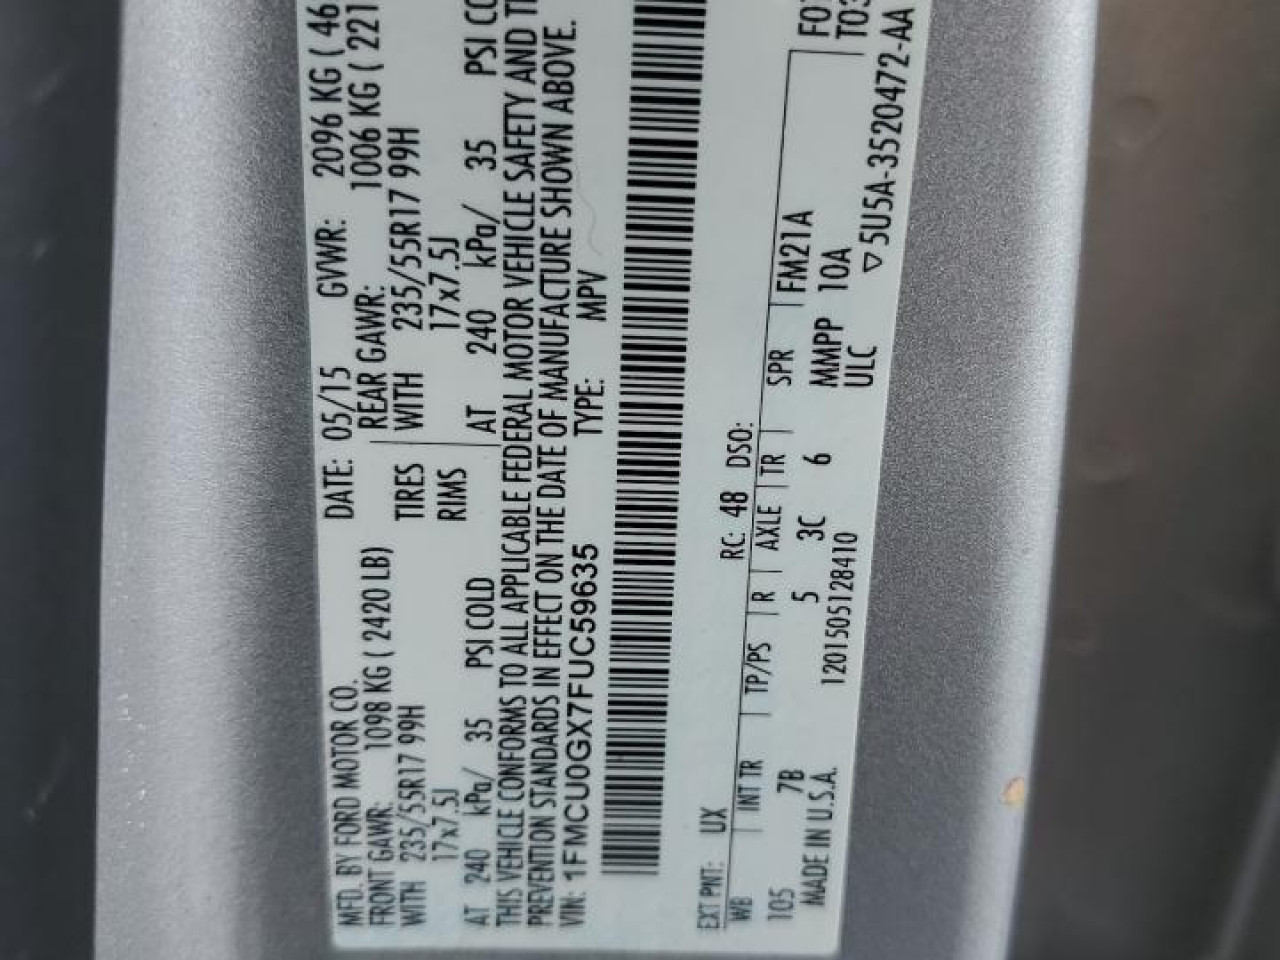 MFD. BY FORD MOTOR CO. DATE: 05/15 GVWR: 2096 KG ( 46
FRONT GAWR: 1098 KG ( 2420 LB) REAR GAWR: 1006 KG ( 221
WITH 235/55R17 99H TIRES WITH 235/55R17 99H
17x7.5J RIMS 17x7.5J
AT 240 kPa/ 35 PSI COLD AT 240 kPa/ 35 PSI CO
THIS VEHICLE CONFORMS TO ALL APPLICABLE FEDERAL MOTOR VEHICLE SAFETY AND T
PREVENTION STANDARDS IN EFFECT ON THE DATE OF MANUFACTURE SHOWN ABOVE.
VIN: 1FMCU0GX7FUC59635 TYPE: MPV
EXT PNT: UX RC: 48 DSO: F01
WB INT TR TP/PS R AXLE TR SPR FM21A T03
105 7B 5 3C 6 MMPP 10A
MADE IN U.S.A. 1201505128410 ULC ▽5U5A-3520472-AA